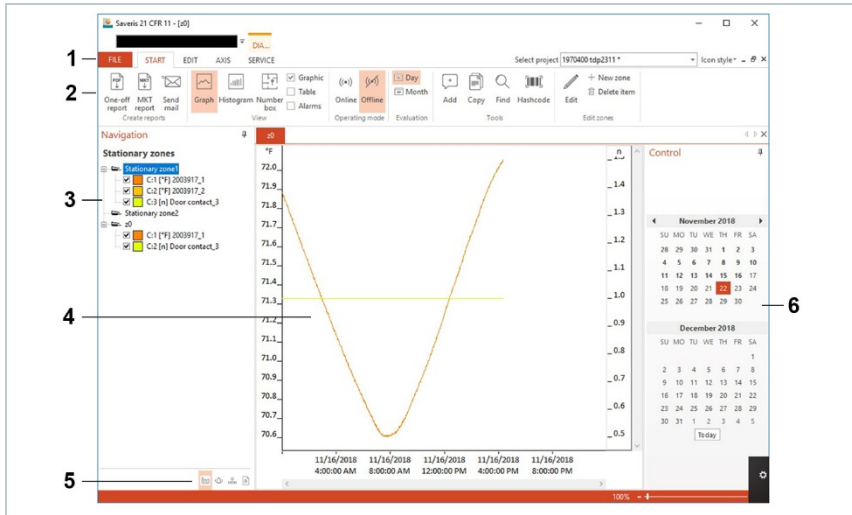 Saveris 21 CFR 11 - [z0]
DIA...
1
FILE START EDIT AXIS SERVICE
Select project 1970400 tdp2311 * Icon style
2
One-off report
MKT report
Send mail
Create reports
Graph
Histogram
Number box
Graphic
Table
Alarms
View
Online
Offline
Operating mode
Day
Month
Evaluation
Add
Copy
Find
Hashcode
Tools
Edit
New zone
Delete item
Edit zones
Navigation
Stationary zones
3
Stationary zone1
C:1 [°F] 2003917_1
C:2 [°F] 2003917_2
C:3 [n] Door contact_3
Stationary zone2
z0
C:1 [°F] 2003917_1
C:2 [n] Door contact_3
z0
°F
72.0
71.9
71.8
71.7
71.6
71.5
71.4
71.3
71.2
71.1
71.0
70.9
70.8
70.7
70.6
4
n
1.4
1.3
1.2
1.1
1.0
0.9
0.8
0.7
0.6
0.5
11/16/2018 11/16/2018 11/16/2018 11/16/2018 11/16/2018
4:00:00 AM 8:00:00 AM 12:00:00 PM 4:00:00 PM 8:00:00 PM
Control
November 2018
SU MO TU WE TH FR SA
28 29 30 31 1 2 3
4 5 6 7 8 9 10
11 12 13 14 15 16 17
18 19 20 21 22 23 24
25 26 27 28 29 30
6
December 2018
SU MO TU WE TH FR SA
1
2 3 4 5 6 7 8
9 10 11 12 13 14 15
16 17 18 19 20 21 22
23 24 25 26 27 28 29
30 31 1 2 3 4 5
Today
5
100%